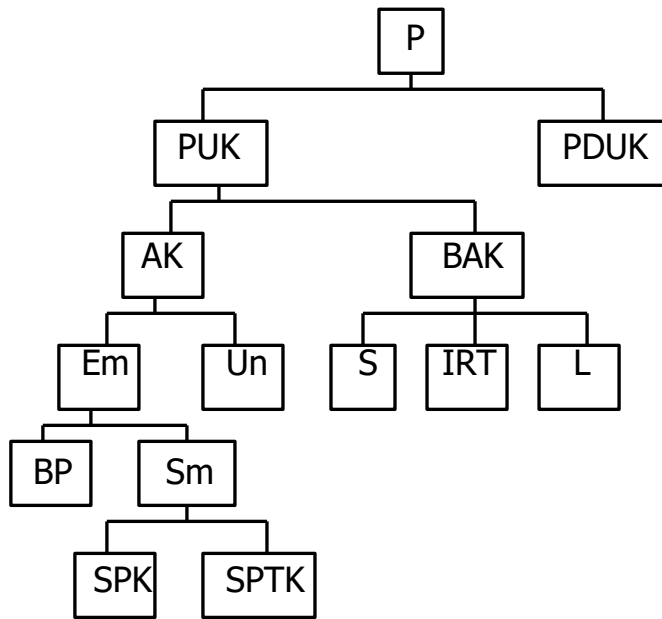 P
PUK PDUK
AK BAK
Em Un S IRT L
BP Sm
SPK SPTK